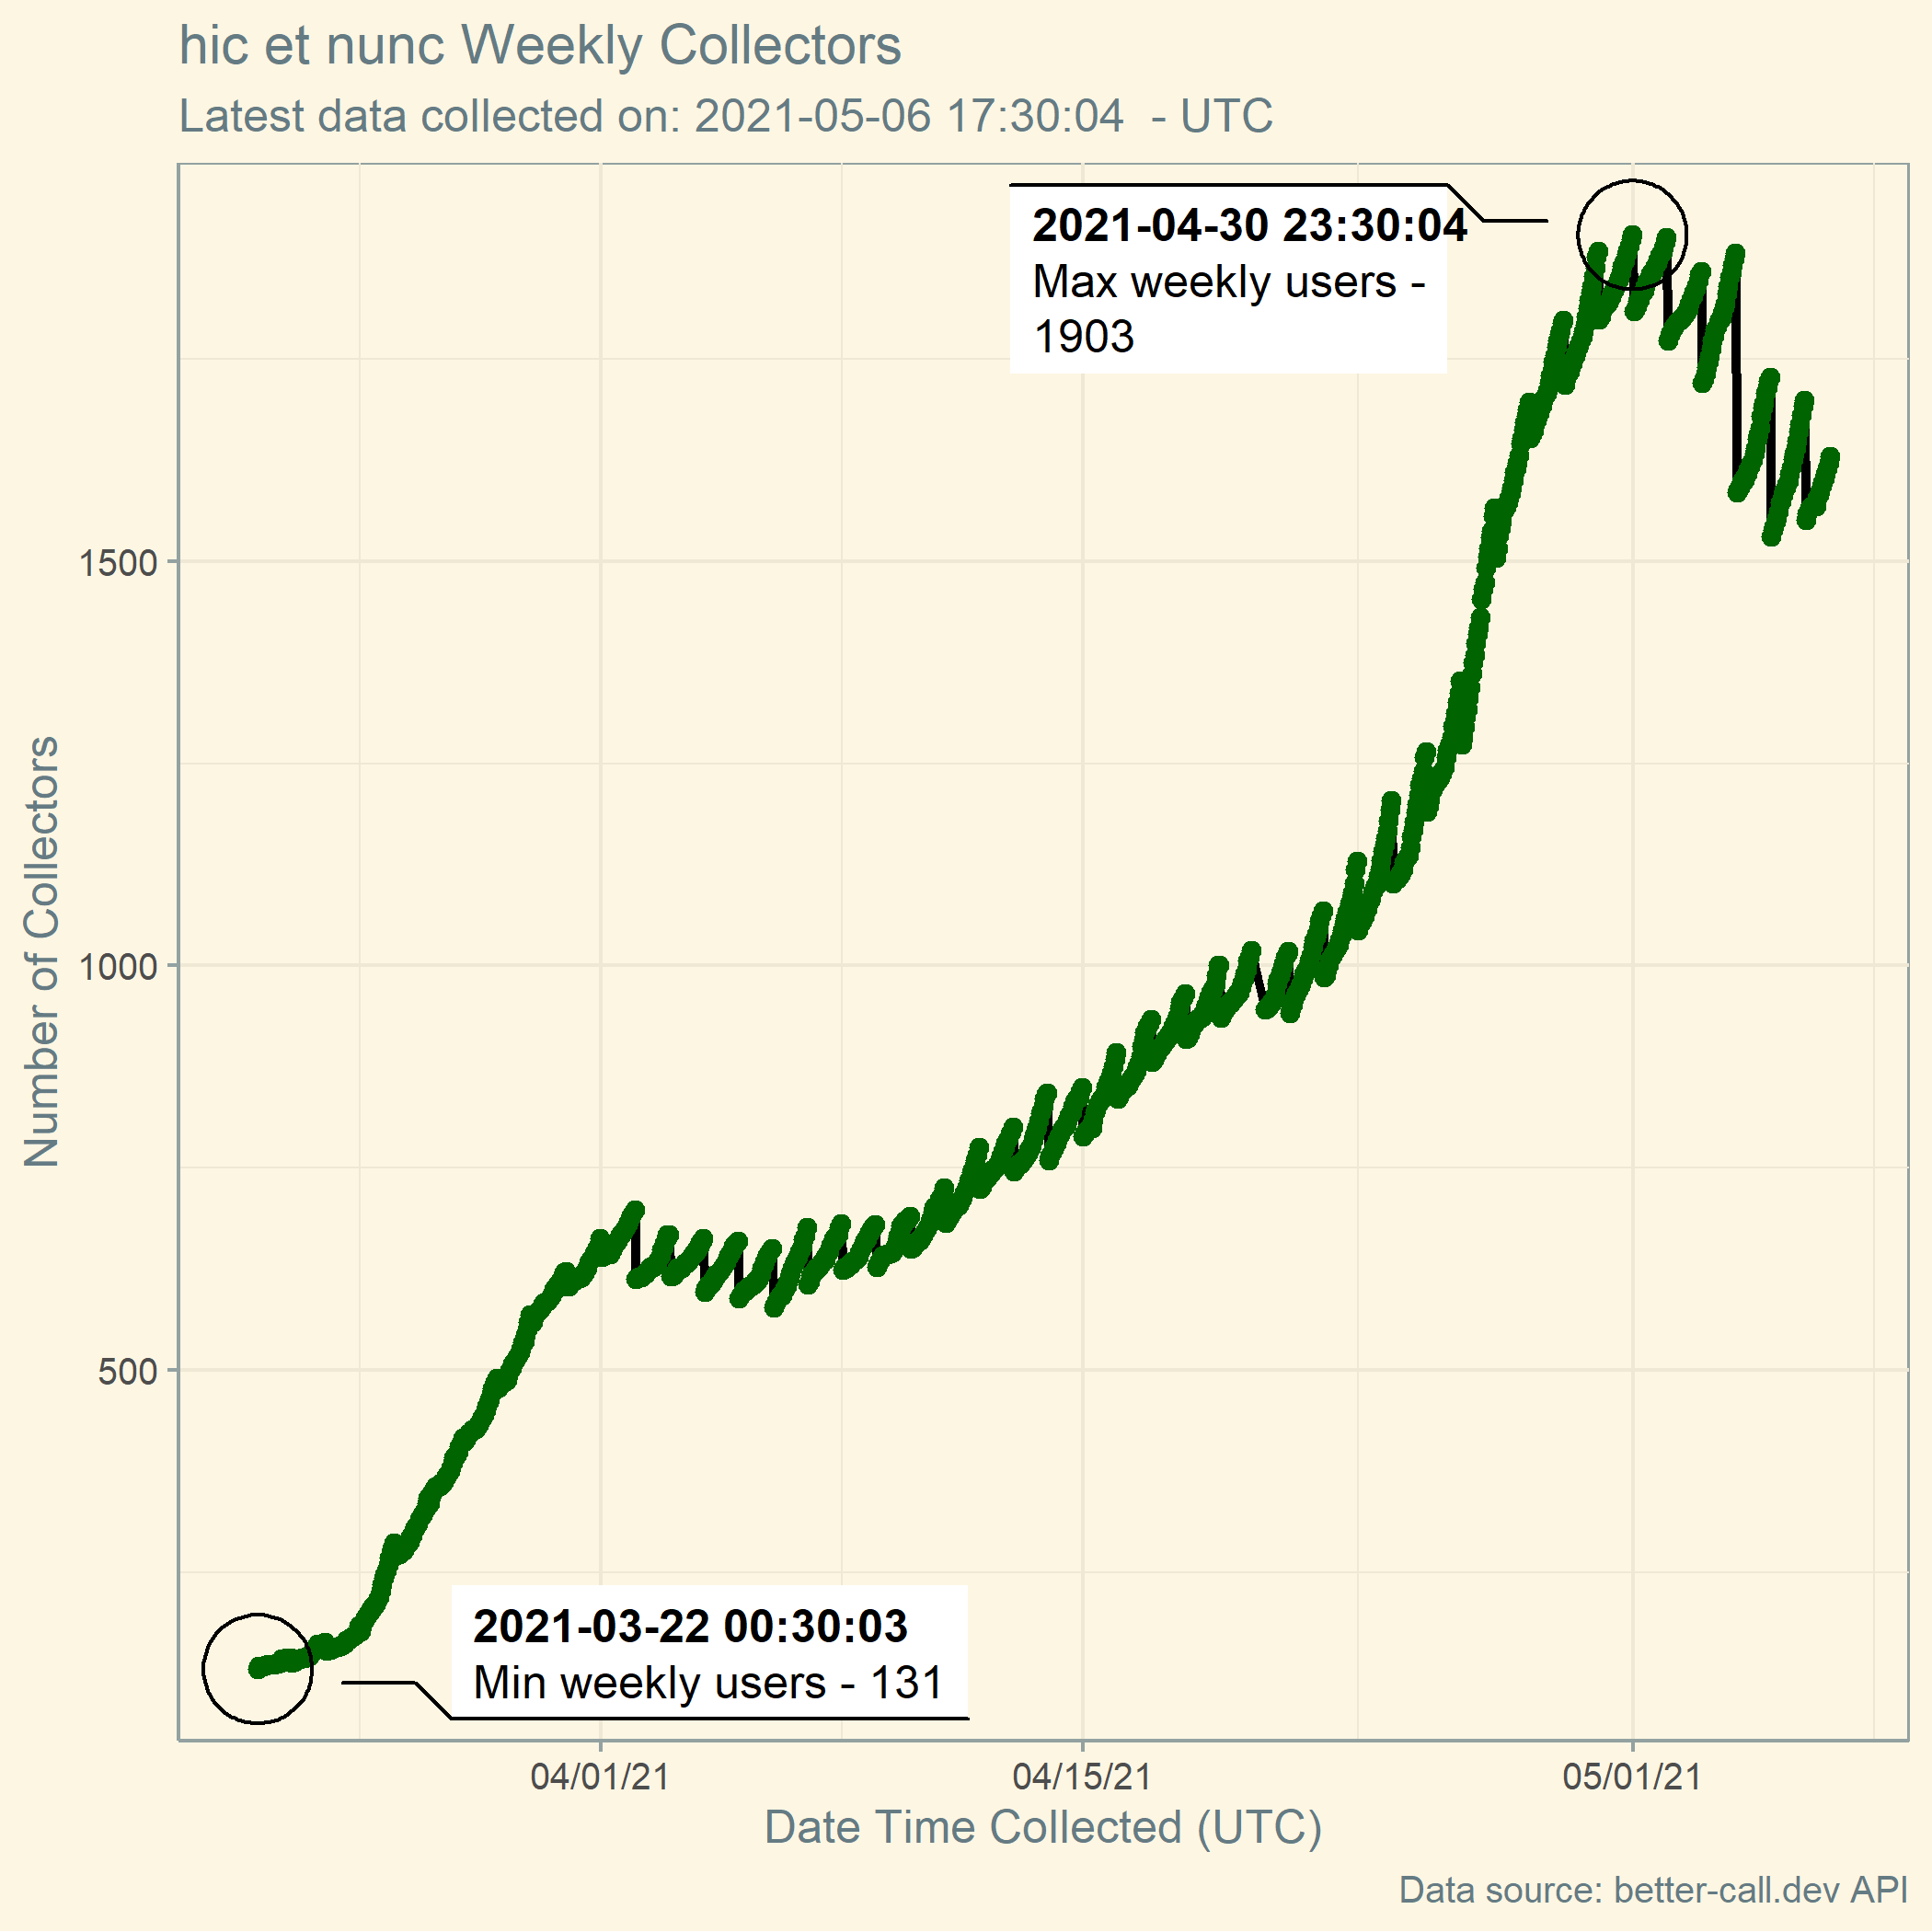 hic et nunc Weekly Collectors
Latest data collected on: 2021-05-06 17:30:04  - UTC
2021-04-30 23:30:04
Max weekly users -
1903
1500
1000
500
Number of Collectors
2021-03-22 00:30:03
Min weekly users - 131
04/01/21
04/15/21
05/01/21
Date Time Collected (UTC)
Data source: better-call.dev API